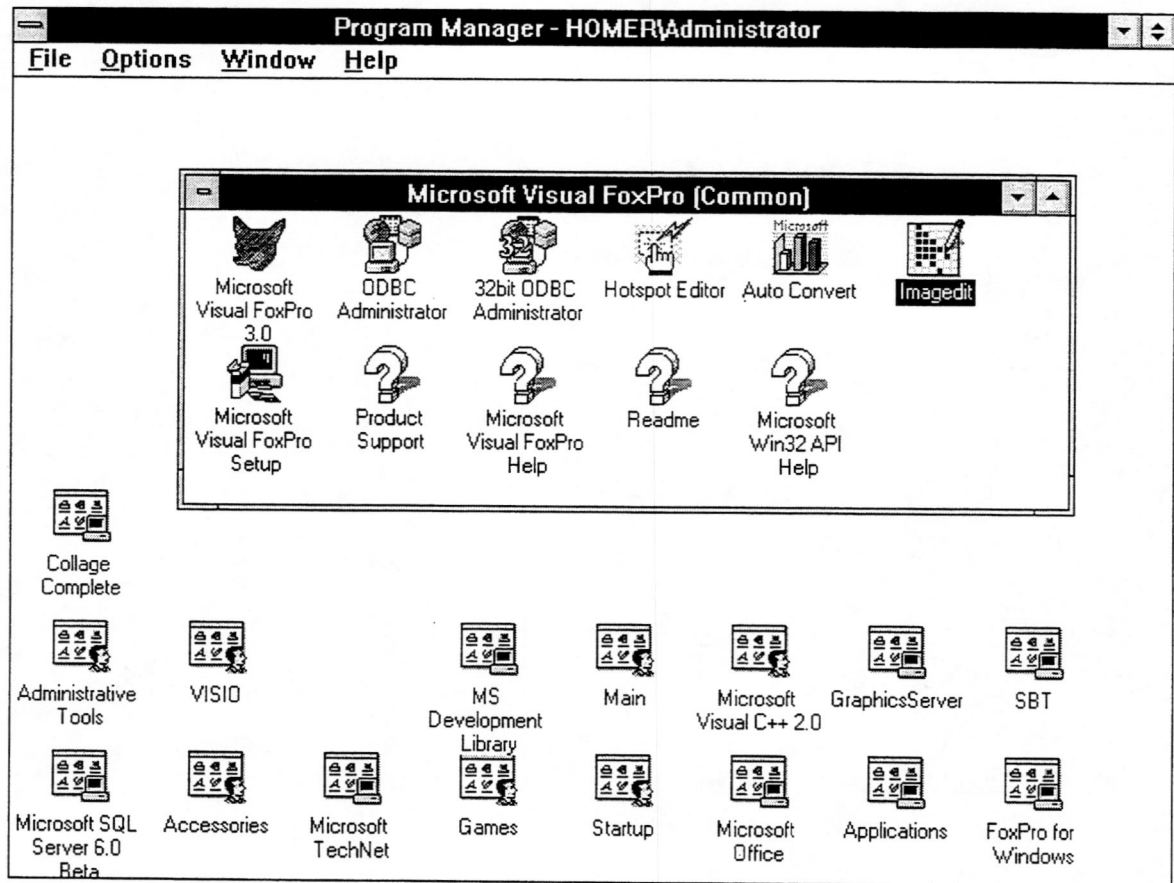 Program Manager - HOMER\Administrator
File Options Window Help
Microsoft Visual FoxPro (Common)
Microsoft
Microsoft
Visual FoxPro
3.0
ODBC
Administrator
32
32bit ODBC
Administrator
Hotspot Editor
Auto Convert
Imagedit
Microsoft
Visual FoxPro
Setup
Product
Support
Microsoft
Visual FoxPro
Help
Readme
Microsoft
Win32 API
Help
Collage
Complete
Administrative
Tools
VISIO
MS
Development
Library
Main
Microsoft
Visual C++ 2.0
GraphicsServer
SBT
Microsoft SQL
Server 6.0
Beta
Accessories
Microsoft
TechNet
Games
Startup
Microsoft
Office
Applications
FoxPro for
Windows